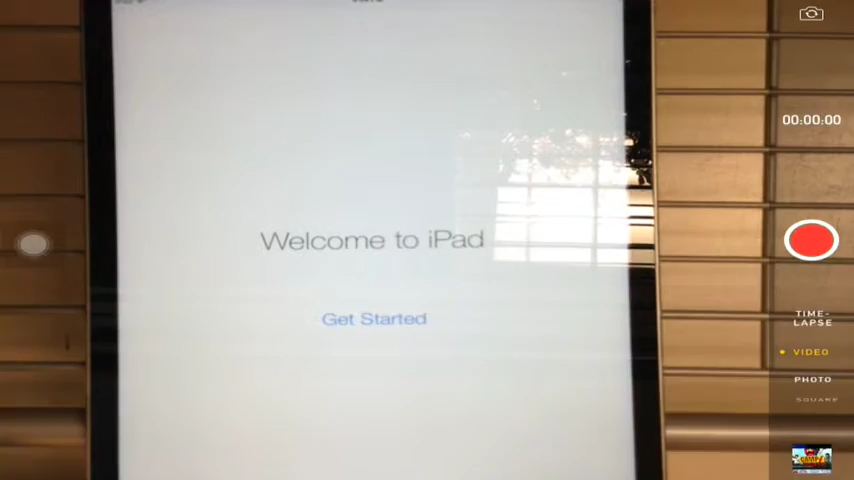 Welcome to iPad
Get Started
00:00:00
TIME-
LAPSE
VIDEO
PHOTO
SQUARE